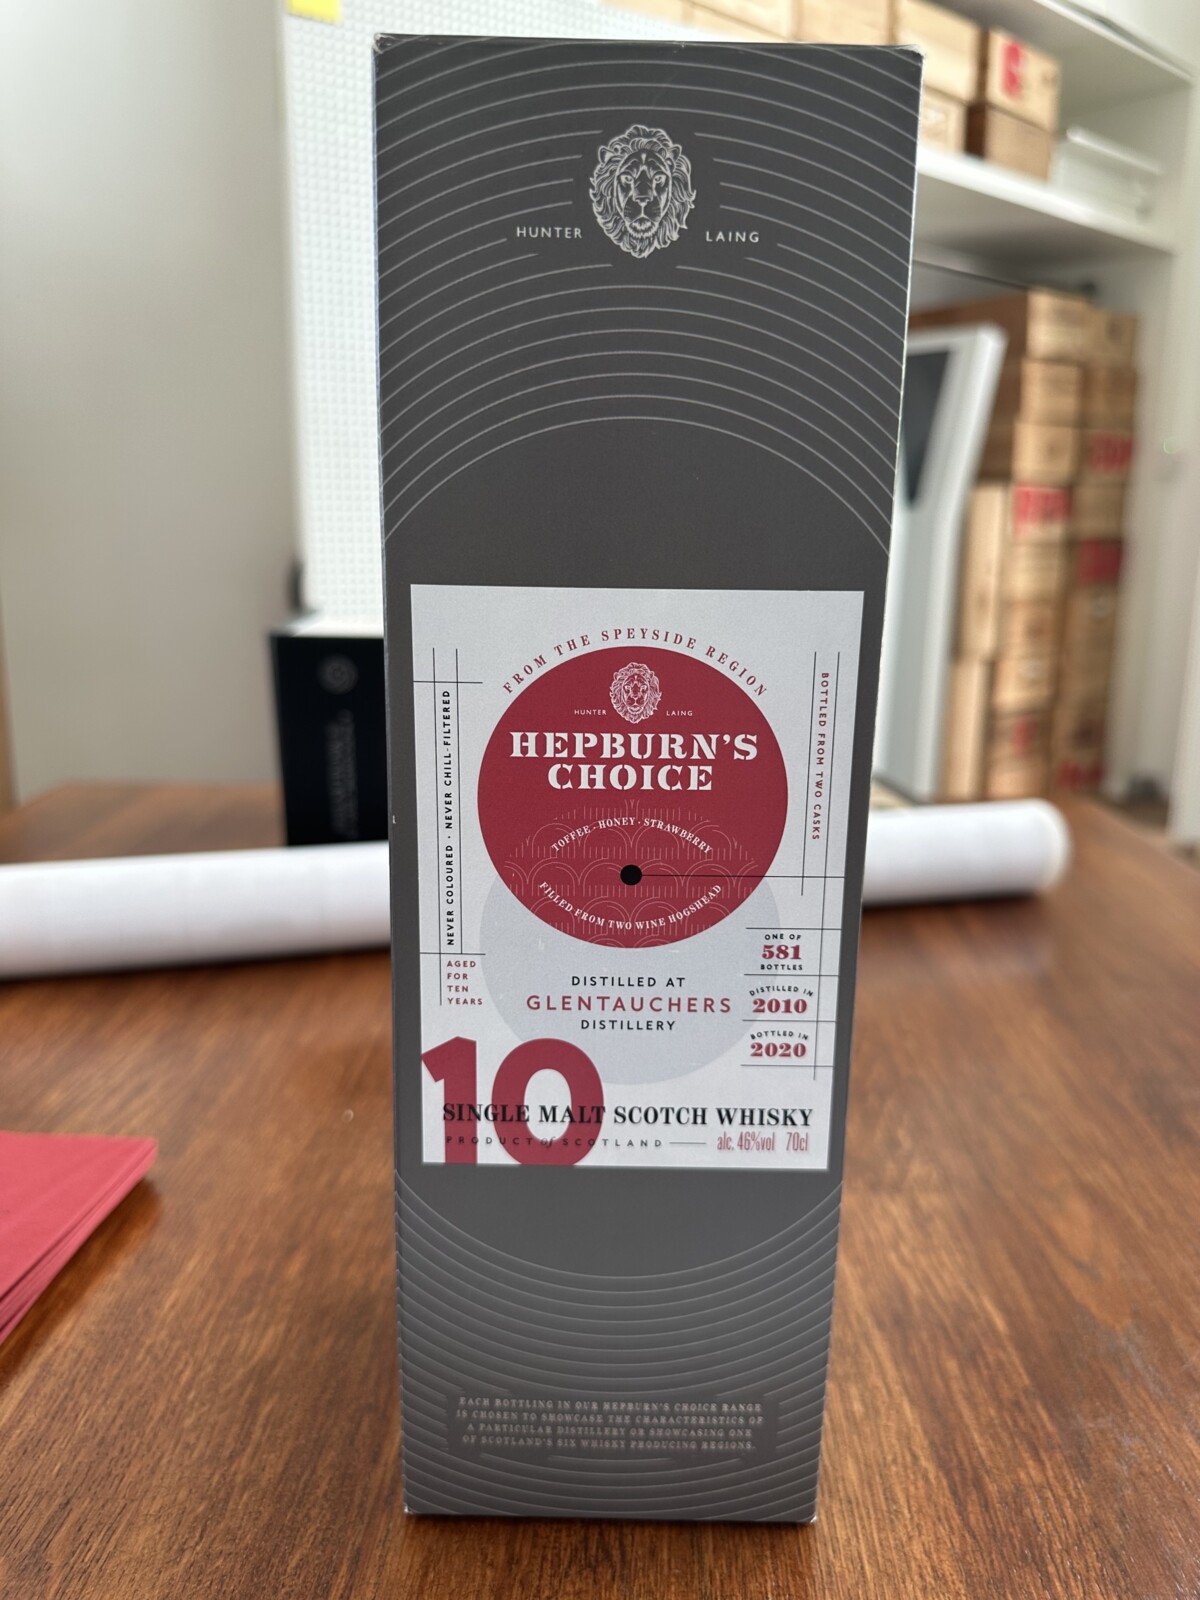 HUNTER LAING
FROM THE SPEYSIDE REGION
HUNTER LAING
HEPBURN'S
CHOICE
TOFFEE · HONEY · STRAWBERRY
FILLED FROM TWO WINE HOGSHEAD
NEVER COLOURED · NEVER CHILL-FILTERED
BOTTLED FROM TWO CASKS
ONE OF
581
BOTTLES
DISTILLED IN
2010
BOTTLED IN
2020
AGED
FOR
TEN
YEARS
DISTILLED AT
GLENTAUCHERS
DISTILLERY
10
SINGLE MALT SCOTCH WHISKY
PRODUCT of SCOTLAND
alc. 46%vol 70cl
EACH BOTTLING IN OUR HEPBURN'S CHOICE RANGE
IS CHOSEN TO SHOWCASE THE CHARACTERISTICS OF
A PARTICULAR DISTILLERY OR SHOWCASING ONE
OF SCOTLAND'S SIX WHISKY PRODUCING REGIONS.